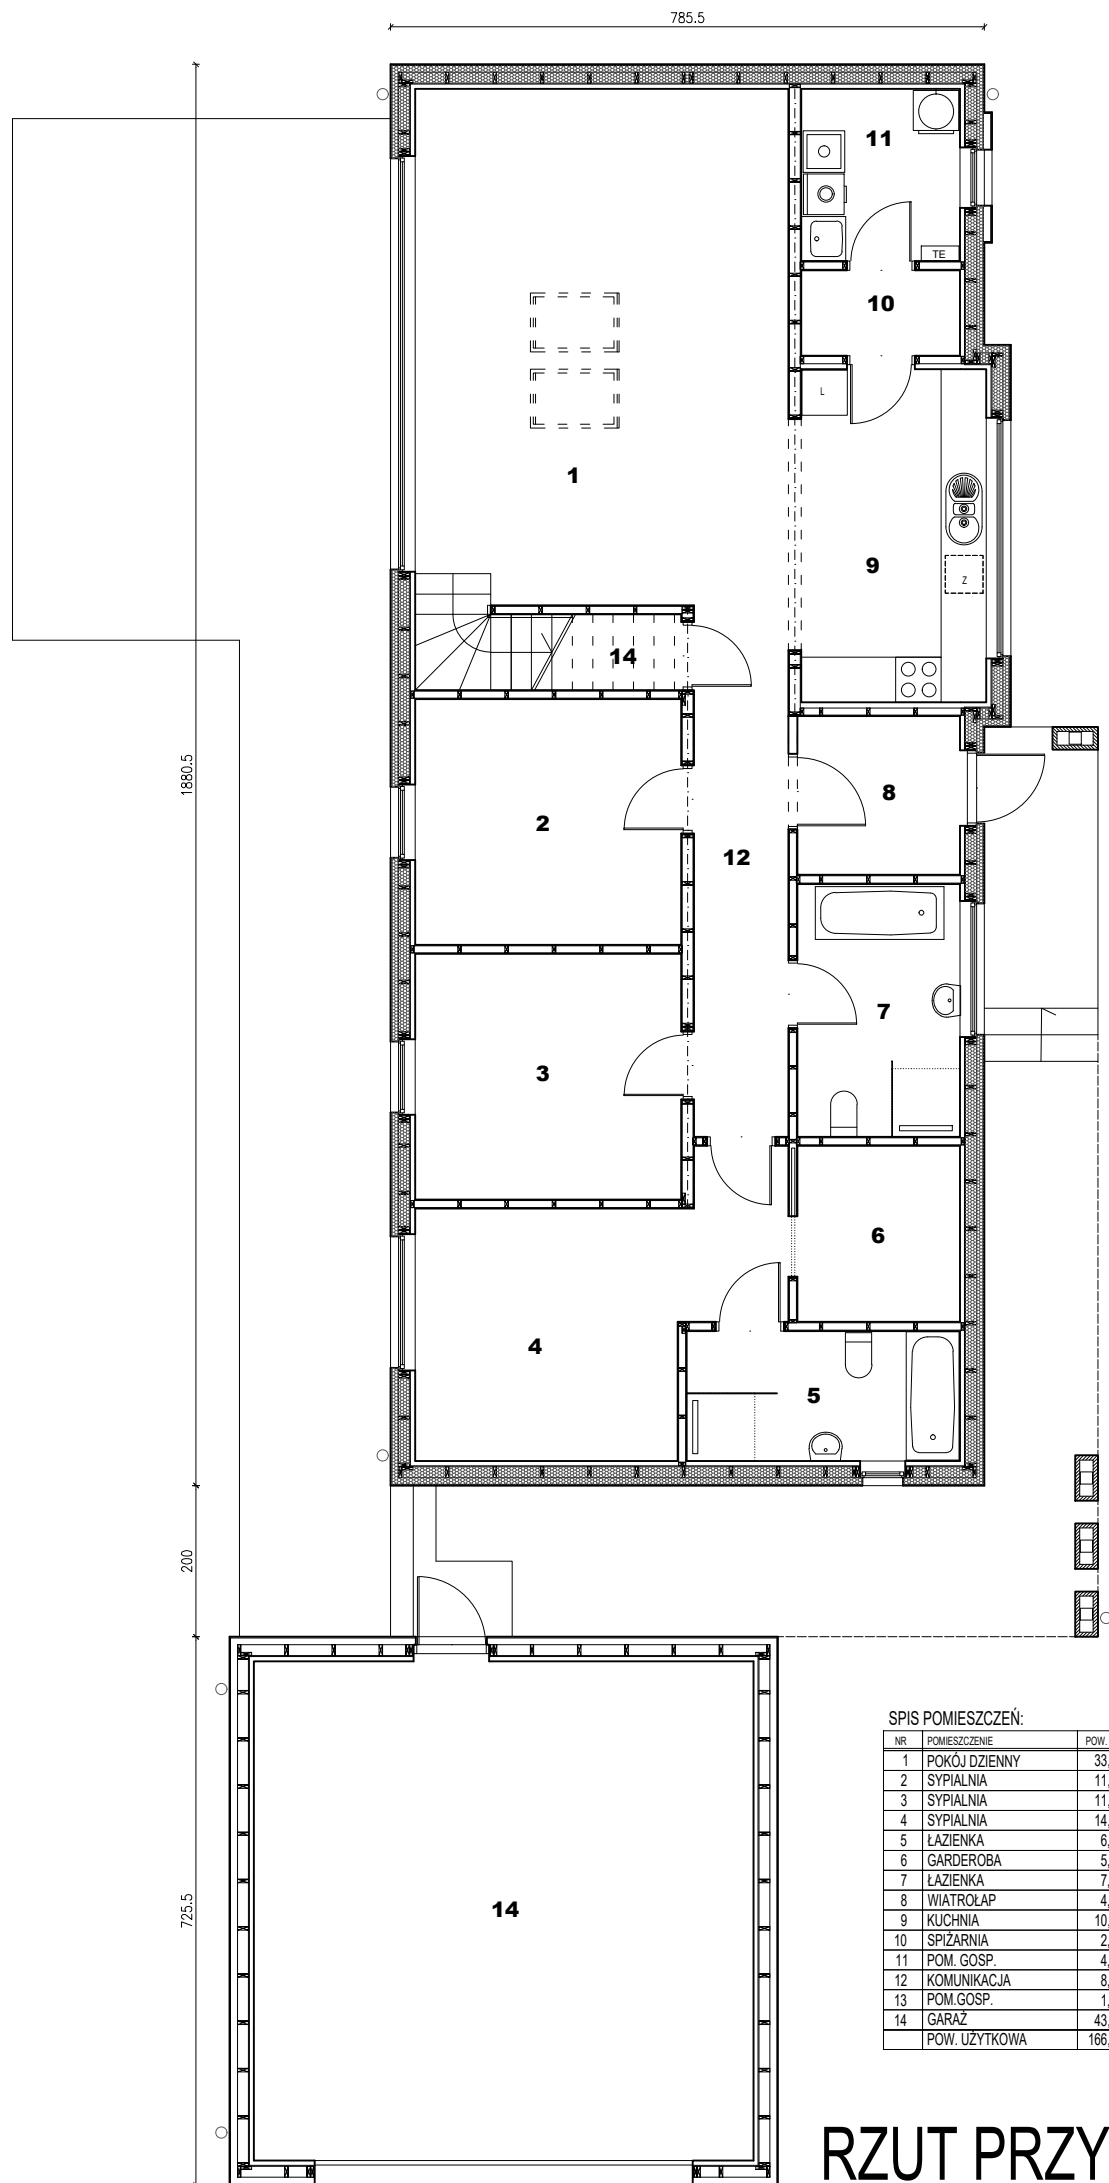 785.5
11
TE
10
L
1
9
Z
14
1880.5
2
8
12
7
3
6
4
5
200
SPIS POMIESZCZEŃ:
NR POMIESZCZENIE POW.
1 POKÓJ DZIENNY 33,
2 SYPIALNIA 11,
3 SYPIALNIA 11,
4 SYPIALNIA 14,
5 ŁAZIENKA 6,
6 GARDEROBA 5,
7 ŁAZIENKA 7,
8 WIATROŁAP 4,
9 KUCHNIA 10,
10 SPIŻARNIA 2,
11 POM. GOSP. 4,
12 KOMUNIKACJA 8,
13 POM.GOSP. 1,
14 GARAŻ 43,
POW. UŻYTKOWA 166,
725.5
14
RZUT PRZY